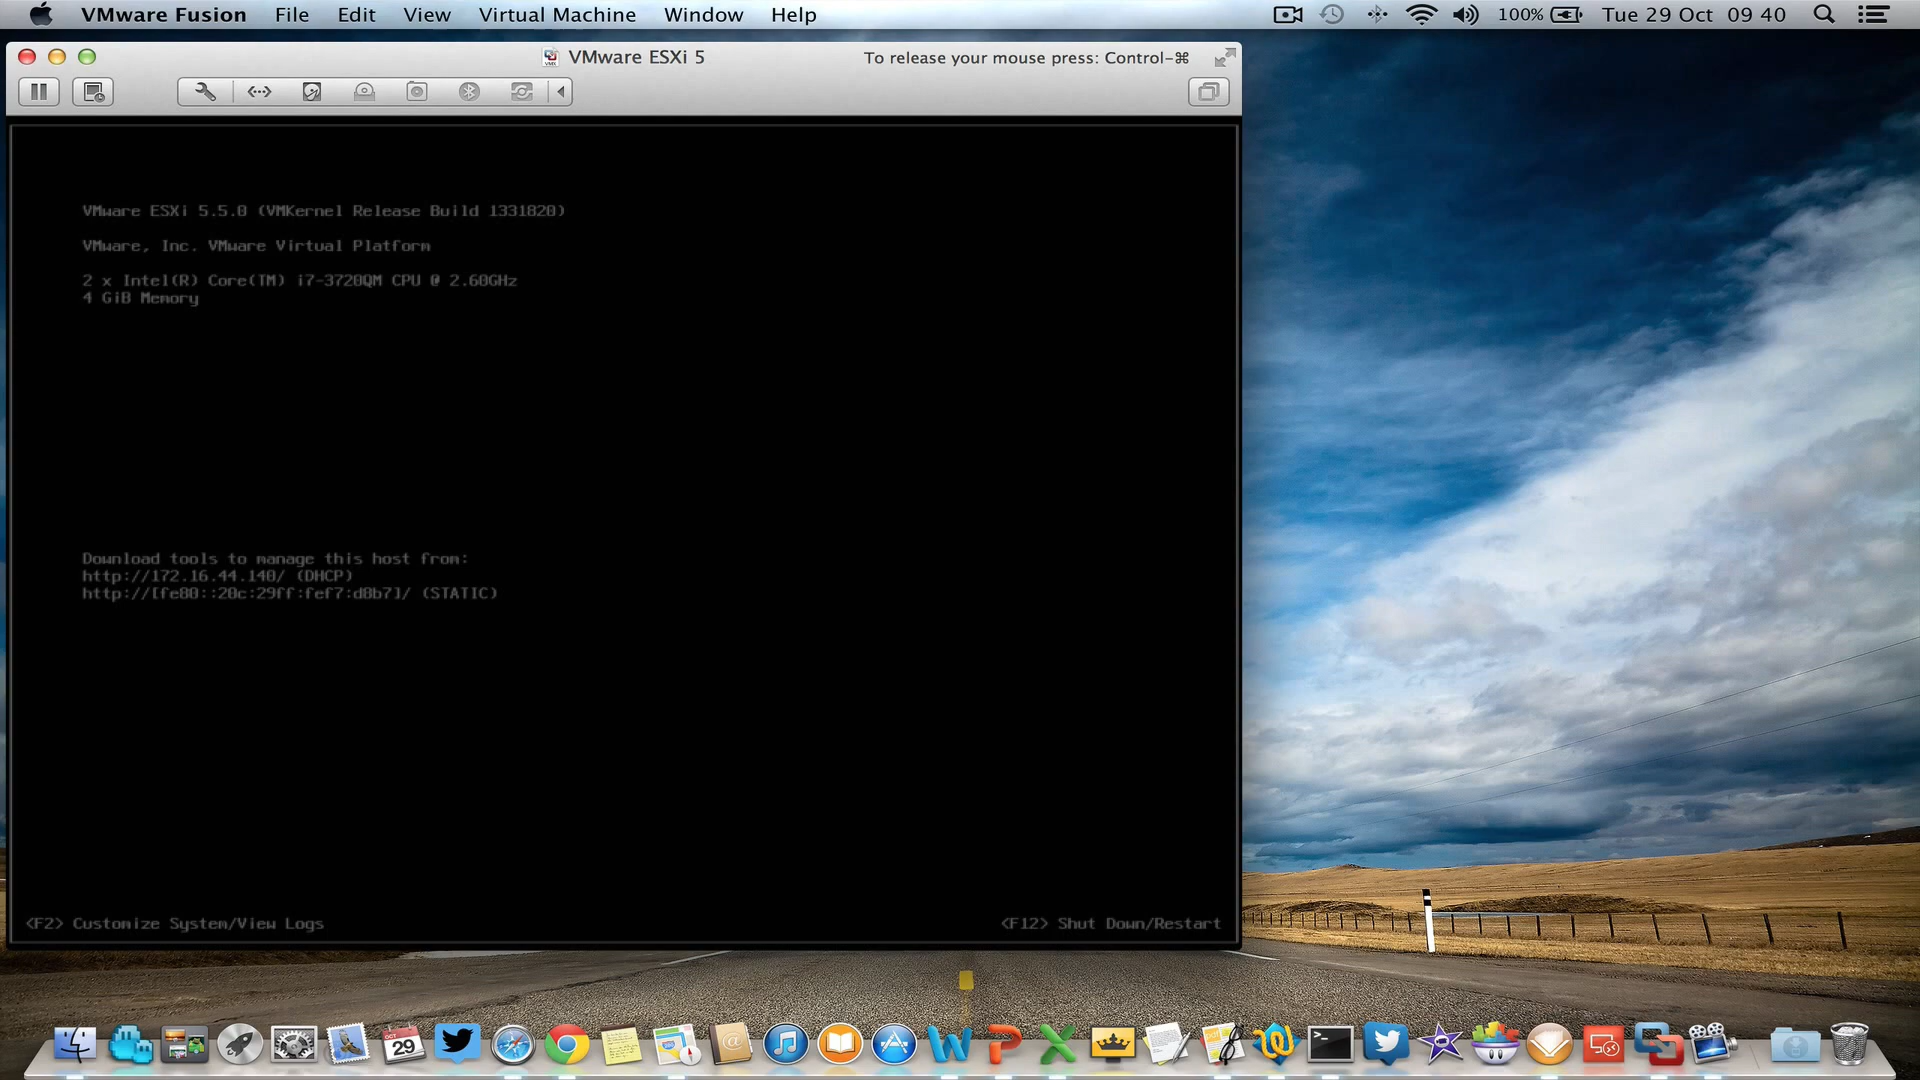 VMware Fusion File Edit View Virtual Machine Window Help 100% Tue 29 Oct 09 40
VMware ESXi 5 To release your mouse press: Control-⌘
VMware ESXi 5.5.0 (VMKernel Release Build 1331820)
VMware, Inc. VMware Virtual Platform
2 x Intel(R) Core(TM) i7-3720QM CPU @ 2.60GHz
4 GiB Memory
Download tools to manage this host from:
http://172.16.44.140/ (DHCP)
http://[fe80::20c:29ff:fef7:d8b7]/ (STATIC)
<F2> Customize System/View Logs <F12> Shut Down/Restart
OCT
29